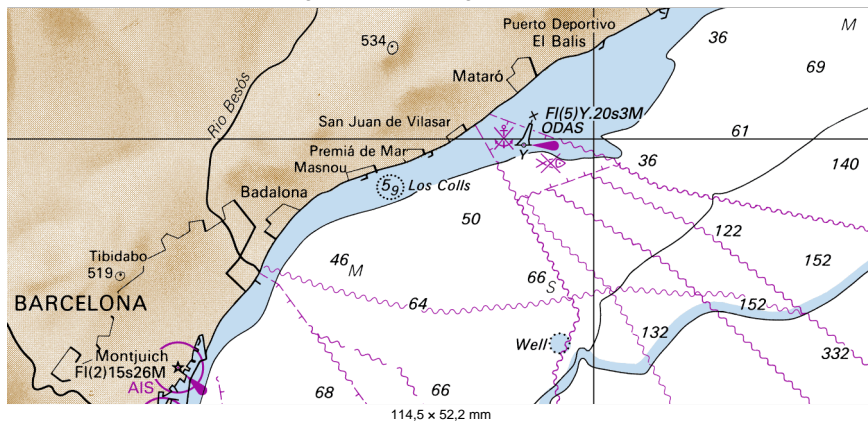 Puerto Deportivo
El Balis
M
36
534
69
Mataró
Rio Besós
Fl(5)Y.20s3M
ODAS
San Juan de Vilasar
61
Y
Premiá de Mar
36
140
Masnou
5₉ Los Colls
Badalona
50
122
Tibidabo
519
46
M
66
S
152
BARCELONA
64
152
132
Well
332
Montjuich
Fl(2)15s26M
AIS
68
66
114,5 × 52,2 mm